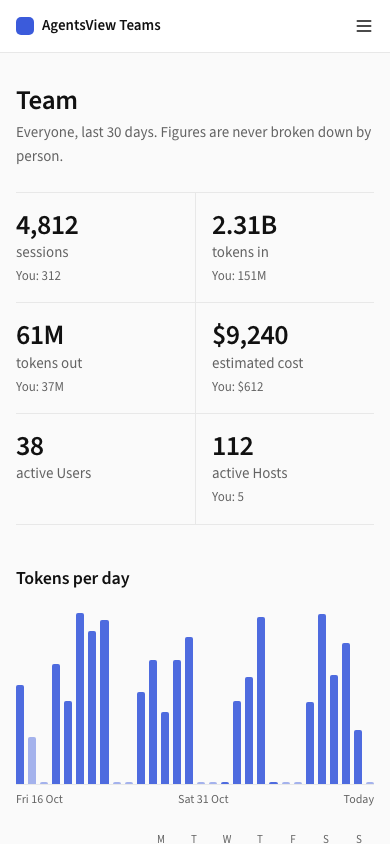 AgentsView Teams
Team
Everyone, last 30 days. Figures are never broken down by
person.
4,812
sessions
You: 312
2.31B
tokens in
You: 151M
61M
tokens out
You: 37M
$9,240
estimated cost
You: $612
38
active Users
112
active Hosts
You: 5
Tokens per day
Fri 16 Oct Sat 31 Oct Today
M T W T F S S